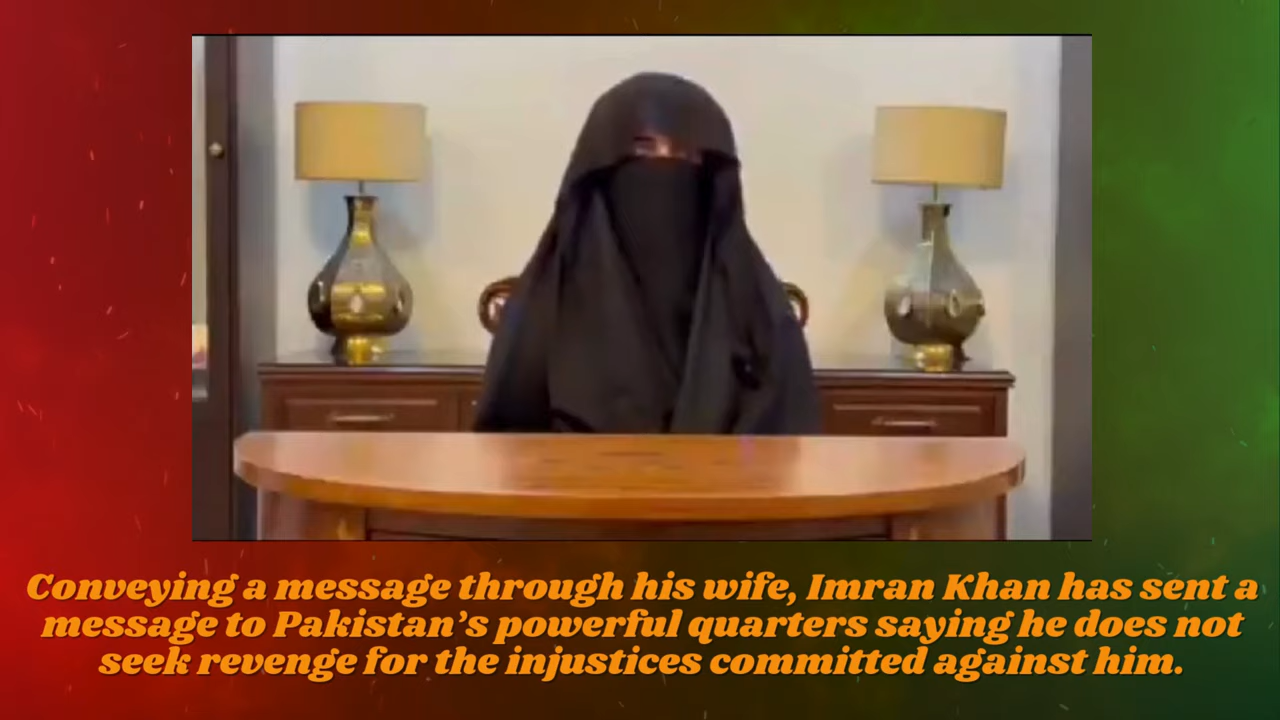 Conveying a message through his wife, Imran Khan has sent a
message to Pakistan’s powerful quarters saying he does not
seek revenge for the injustices committed against him.